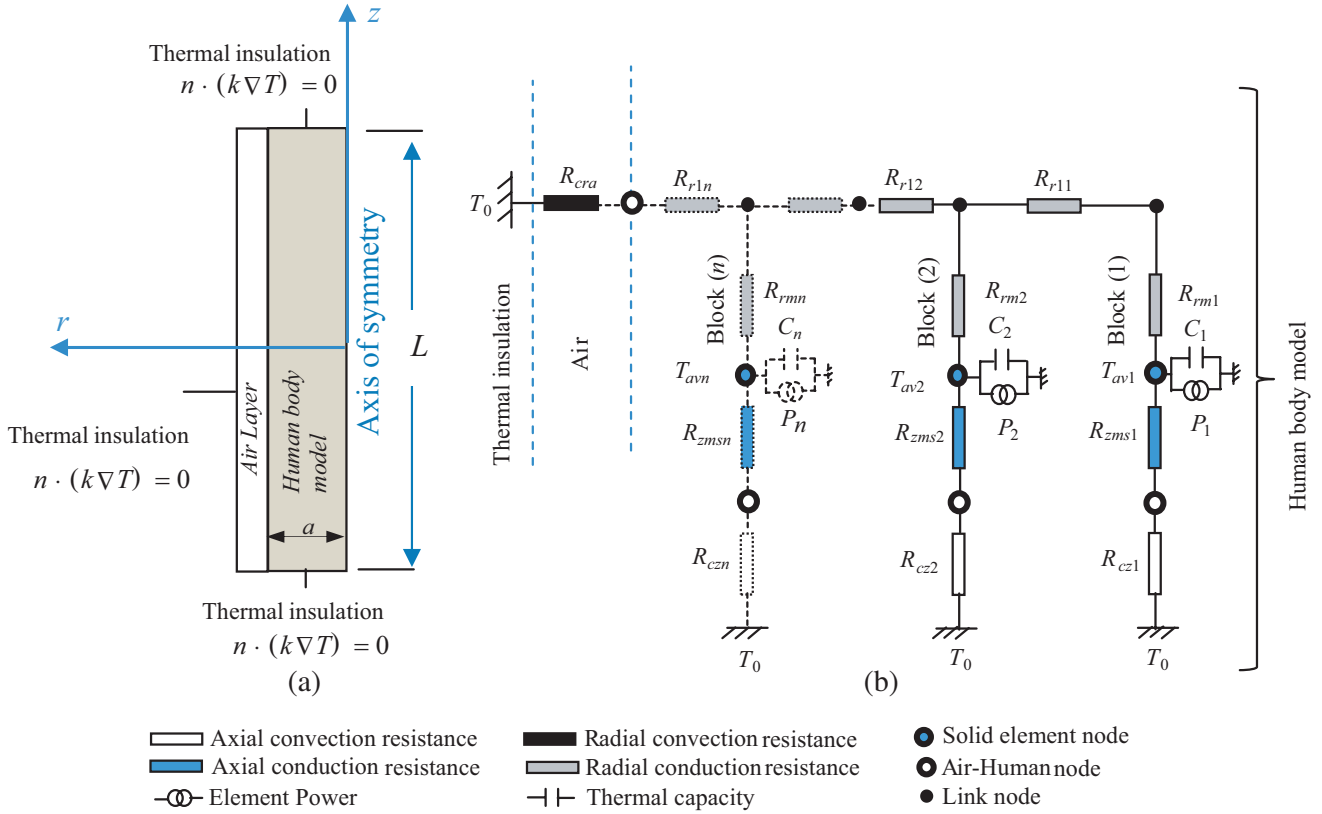 z
Thermal insulation
n · (k∇T) = 0
r
Axis of symmetry
L
Air Layer
Human body
model
a
Thermal insulation
n · (k∇T) = 0
Thermal insulation
n · (k∇T) = 0
(a)
T0
Rcra
Rr1n
Rr12
Rr11
Thermal insulation
Air
Block (n)
Rrmn
Cn
Tavn
Pn
Rzmsn
Rczn
T0
Block (2)
Rrm2
C2
Tav2
P2
Rzms2
Rcz2
T0
Block (1)
Rrm1
C1
Tav1
P1
Rzms1
Rcz1
T0
Human body model
(b)
Axial convection resistance
Radial convection resistance
Solid element node
Axial conduction resistance
Radial conduction resistance
Air-Human node
Element Power
Thermal capacity
Link node